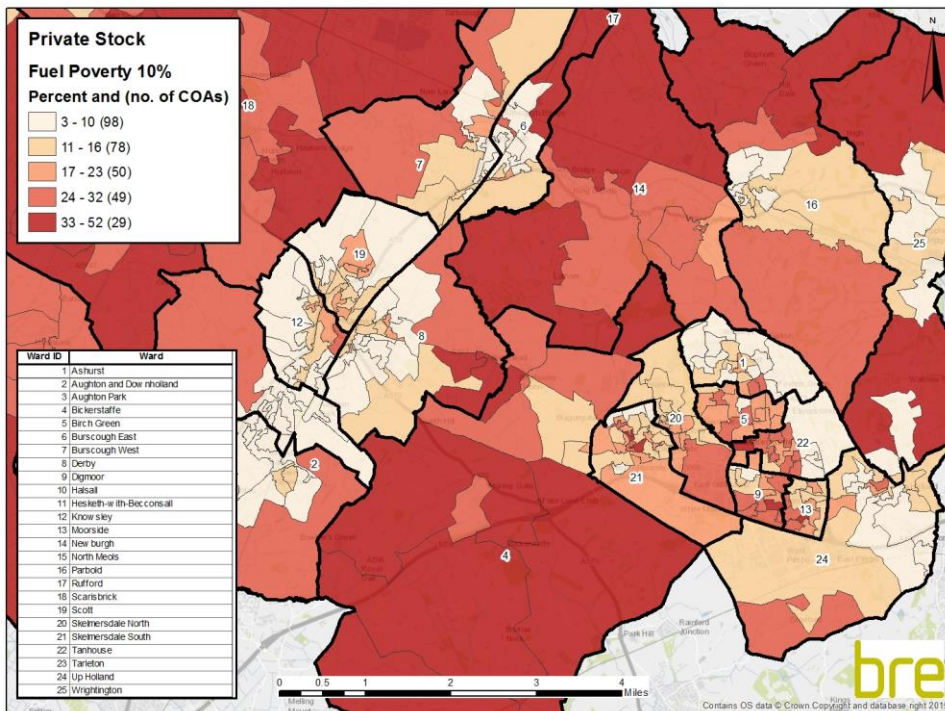 Private Stock
Fuel Poverty 10%
Percent and (no. of COAs)
3 - 10 (98)
11 - 16 (78)
17 - 23 (50)
24 - 32 (49)
33 - 52 (29)
17
N
18
6
7
14
16
25
19
12
8
1
5
20
22
2
21
9
13
4
24
Ward ID Ward
1 Ashurst
2 Aughton and Downholland
3 Aughton Park
4 Bickerstaffe
5 Birch Green
6 Burscough East
7 Burscough West
8 Derby
9 Digmoor
10 Halsall
11 Hesketh-with-Becconsall
12 Knowsley
13 Moorside
14 Newburgh
15 North Meols
16 Parbold
17 Rufford
18 Scarisbrick
19 Scott
20 Skelmersdale North
21 Skelmersdale South
22 Tanhouse
23 Tarleton
24 Up Holland
25 Wrightington
Park Hill
Rainford Junction
0 0.5 1 2 3 4
Miles
bre
Contains OS data © Crown Copyright and database right 201